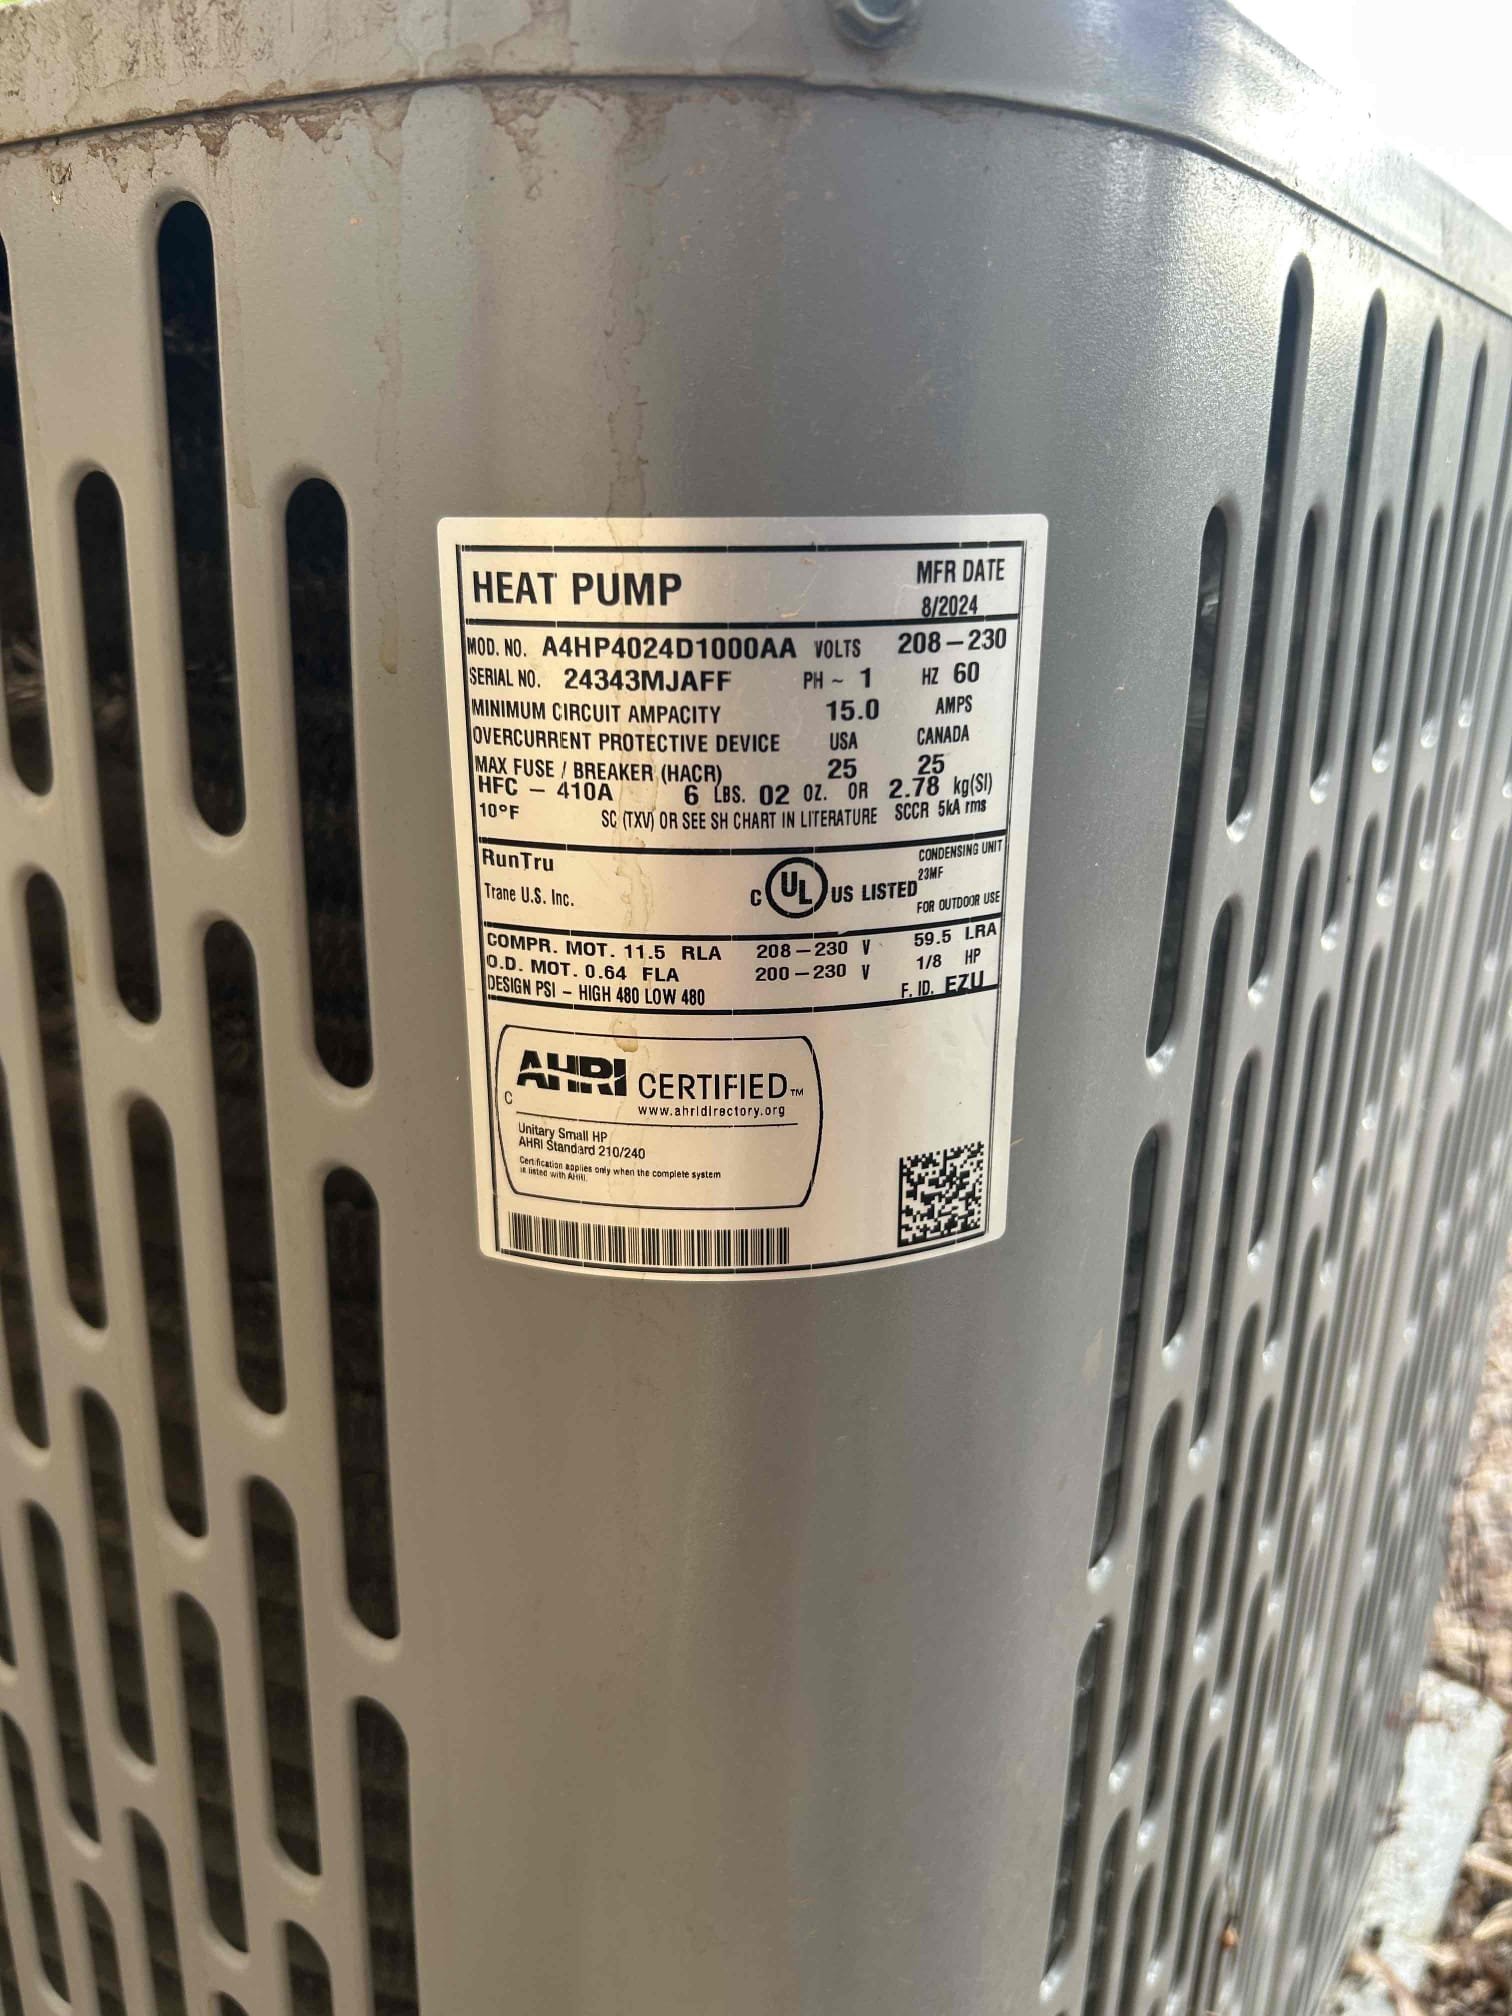 HEAT PUMP MFR DATE
8/2024
MOD. NO. A4HP4024D1000AA VOLTS 208-230
SERIAL NO. 24343MJAFF PH ~ 1 HZ 60
MINIMUM CIRCUIT AMPACITY 15.0 AMPS
OVERCURRENT PROTECTIVE DEVICE USA CANADA
MAX FUSE / BREAKER (HACR) 25 25
HFC - 410A 6 LBS. 02 OZ. OR 2.78 kg(SI)
10°F SC (TXV) OR SEE SH CHART IN LITERATURE SCCR 5kA rms
RunTru CONDENSING UNIT
23MF
Trane U.S. Inc. C UL US LISTED FOR OUTDOOR USE
COMPR. MOT. 11.5 RLA 208-230 V 59.5 LRA
O.D. MOT. 0.64 FLA 200-230 V 1/8 HP
DESIGN PSI - HIGH 480 LOW 480 F. ID. EZU
AHRI CERTIFIED™
C www.ahridirectory.org
Unitary Small HP
AHRI Standard 210/240
Certification applies only when the complete system
is listed with AHRI.